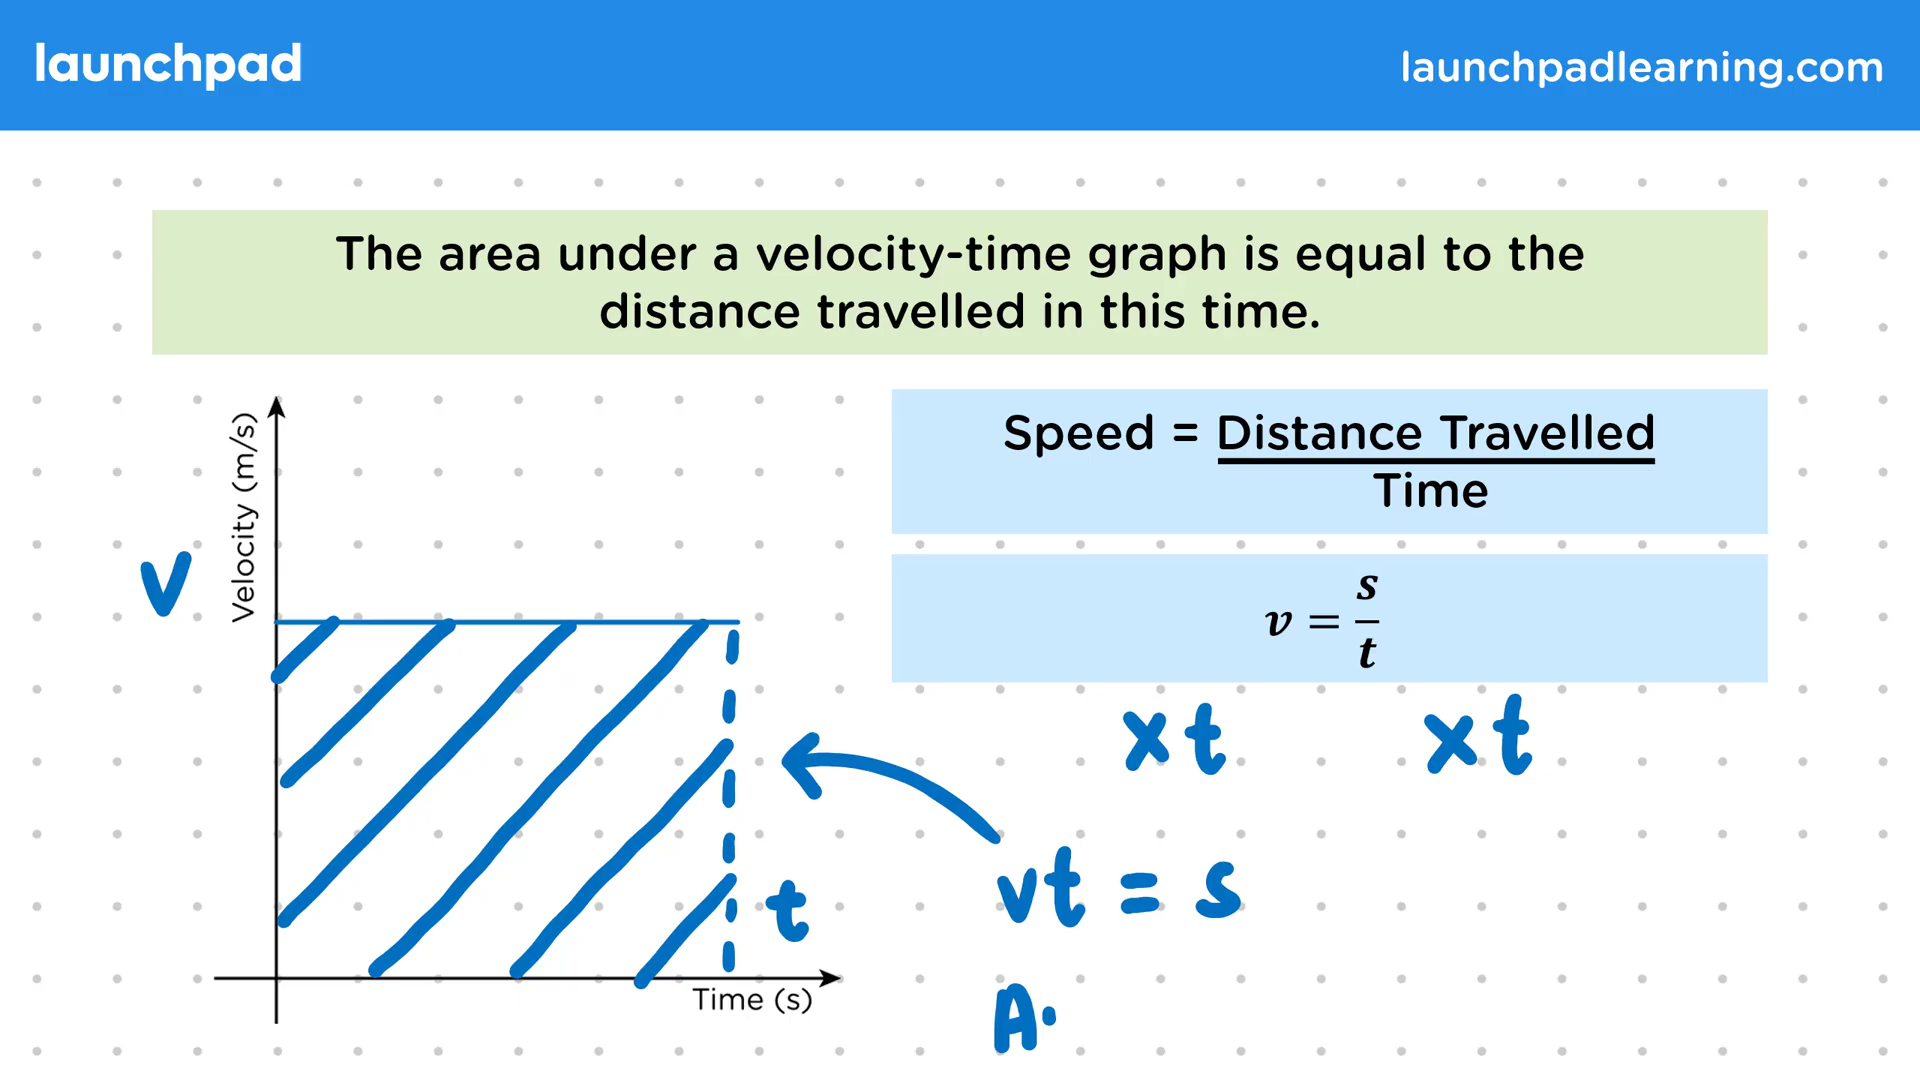 launchpad
launchpadlearning.com
The area under a velocity-time graph is equal to the
distance travelled in this time.
Velocity (m/s)
v
t
Time (s)
Speed = Distance Travelled
Time
v = s
t
xt xt
vt = s
A